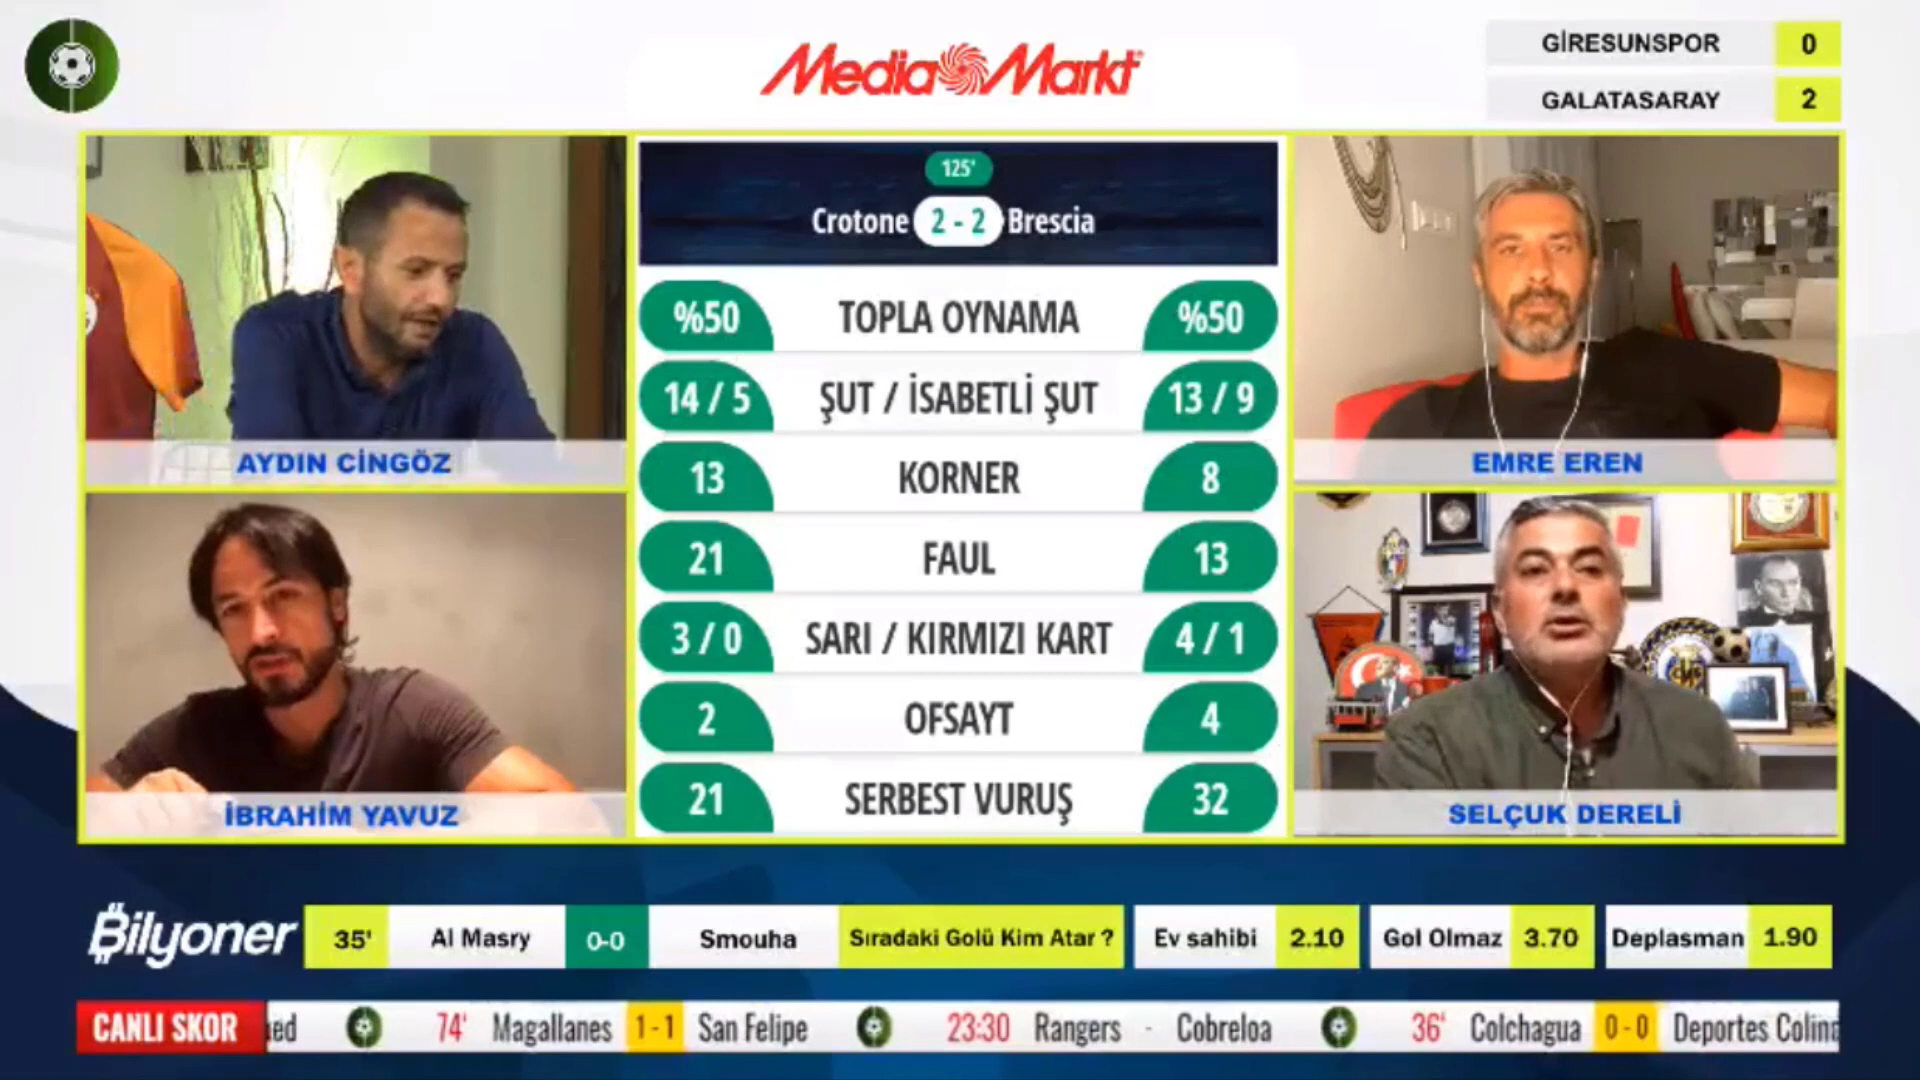 MediaMarkt
GİRESUNSPOR 0
GALATASARAY 2
125'
Crotone 2 - 2 Brescia
%50 TOPLA OYNAMA %50
14 / 5 ŞUT / İSABETLİ ŞUT 13 / 9
13 KORNER 8
21 FAUL 13
3 / 0 SARI / KIRMIZI KART 4 / 1
2 OFSAYT 4
21 SERBEST VURUŞ 32
AYDIN CİNGÖZ
EMRE EREN
İBRAHİM YAVUZ
SELÇUK DERELİ
Bilyoner 35' Al Masry 0-0 Smouha Sıradaki Golü Kim Atar ? Ev sahibi 2.10 Gol Olmaz 3.70 Deplasman 1.90
CANLI SKOR ed 74' Magallanes 1 - 1 San Felipe 23:30 Rangers - Cobreloa 36' Colchagua 0 - 0 Deportes Colina